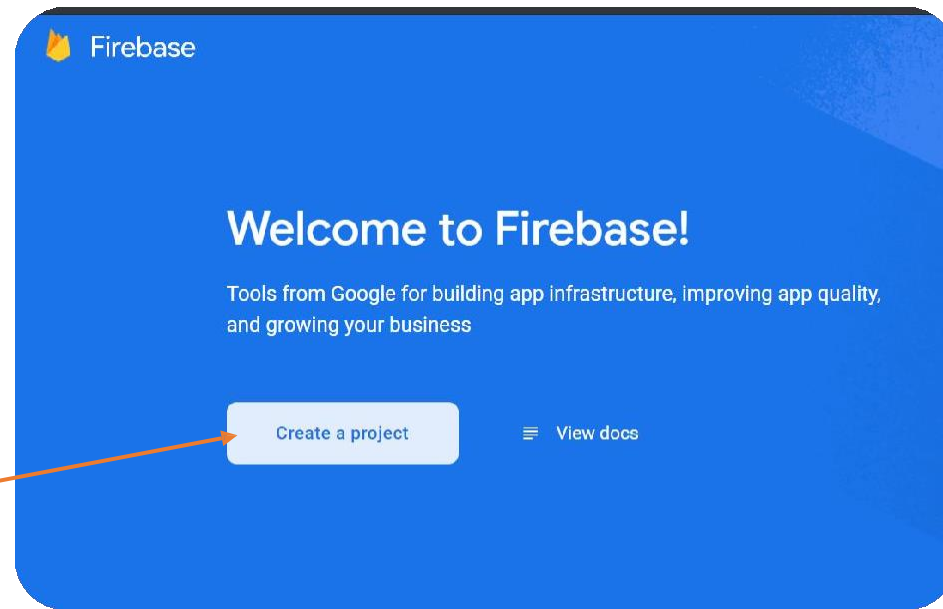 Firebase
Welcome to Firebase!
Tools from Google for building app infrastructure, improving app quality,
and growing your business
Create a project
View docs